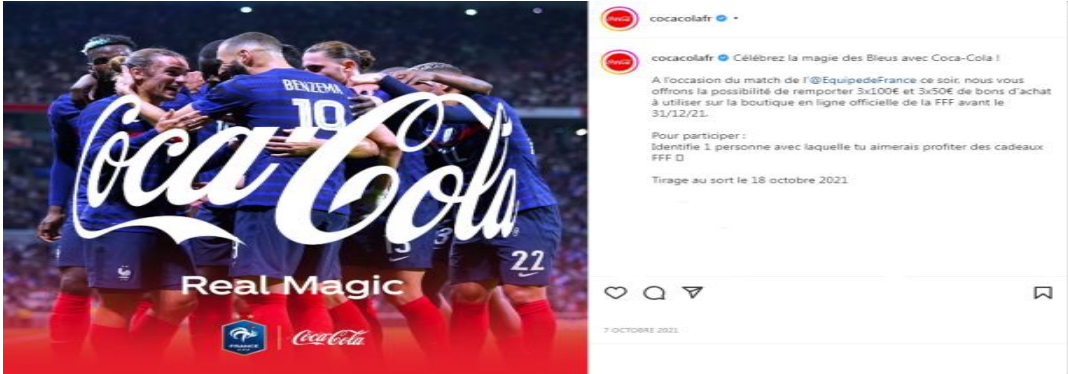 BENZEMA
19
Coca-Cola
3
22
Real Magic
FRANCE
Coca-Cola
cocacolafr •
cocacolafr Célébrez la magie des Bleus avec Coca-Cola !
A l'occasion du match de l'@EquipedeFrance ce soir, nous vous
offrons la possibilité de remporter 3x100€ et 3x50€ de bons d'achat
à utiliser sur la boutique en ligne officielle de la FFF avant le
31/12/21.
Pour participer :
Identifie 1 personne avec laquelle tu aimerais profiter des cadeaux
FFF
Tirage au sort le 18 octobre 2021
7 OCTOBRE 2021